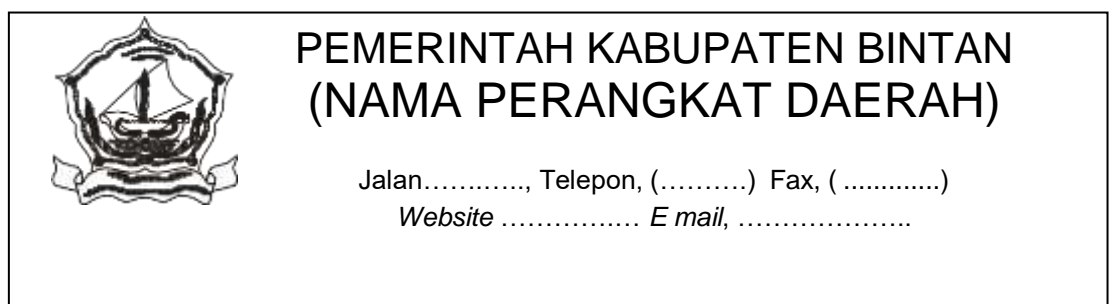 PEMERINTAH KABUPATEN BINTAN
(NAMA PERANGKAT DAERAH)
Jalan…….…., Telepon, (……….) Fax, ( .............)
Website ………….… E mail, ………………..